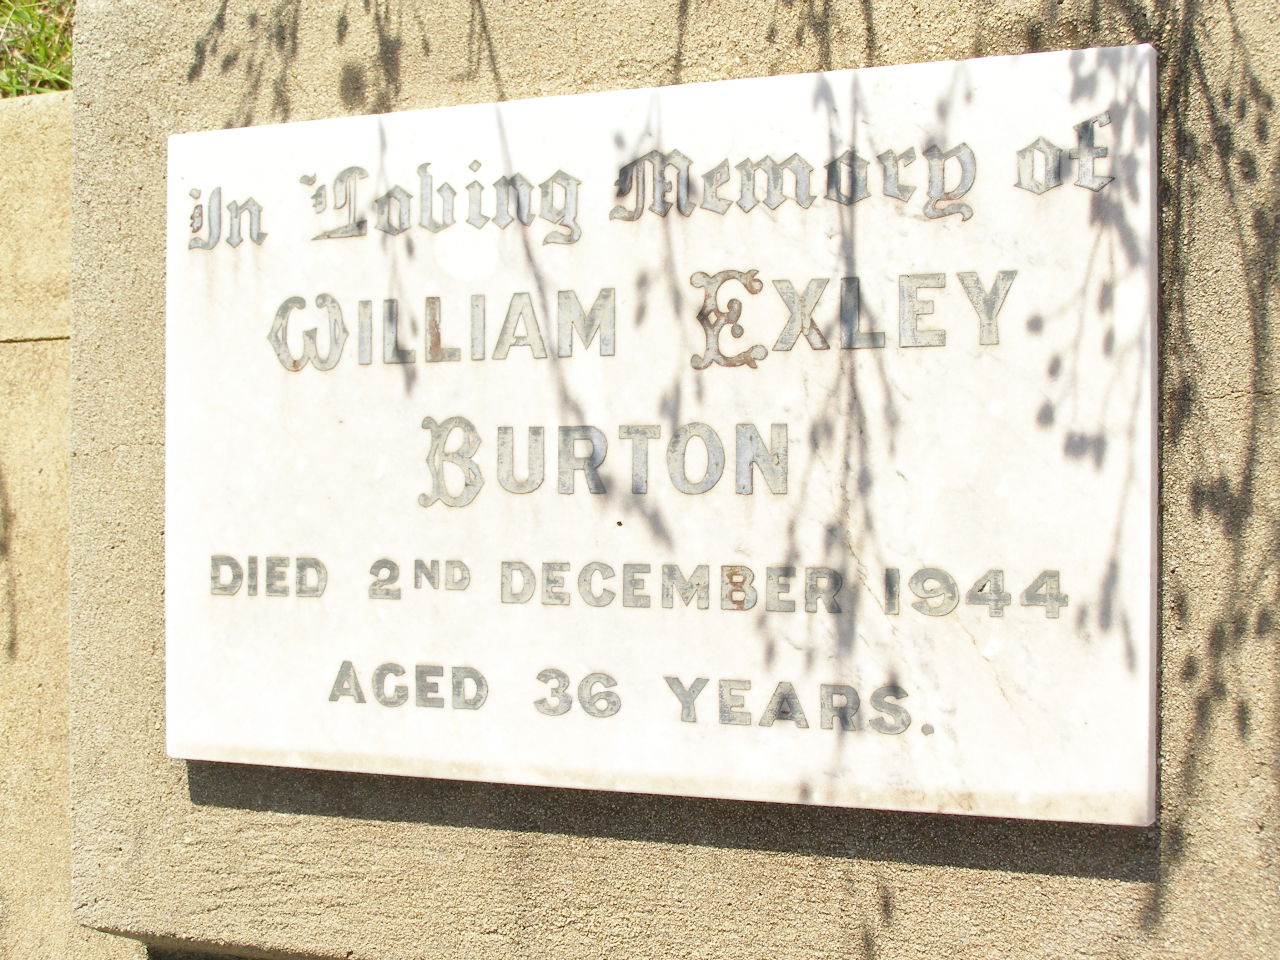 In Loving Memory of
WILLIAM EXLEY
BURTON
DIED 2ND DECEMBER 1944
AGED 36 YEARS.